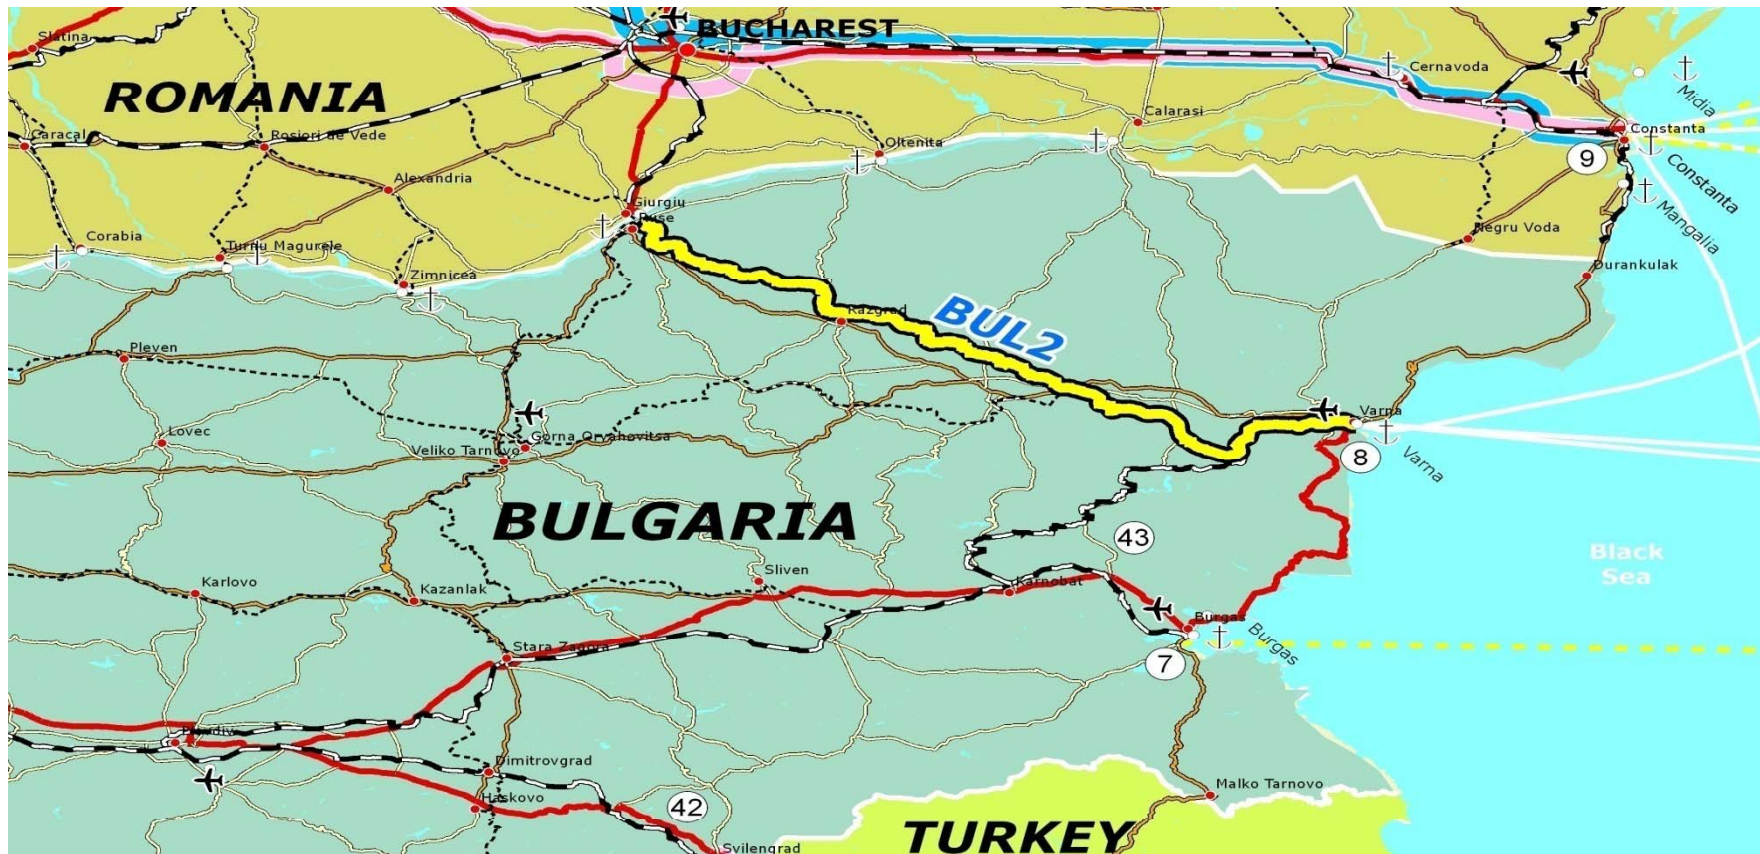 BUCHAREST
Slatina
Cernavoda
ROMANIA
Midia
Calarasi
Constanta
Caracal
Rosiori de Vede
Oltenita
9
Constanta
Alexandria
Mangalia
Giurgiu
Ruse
Negru Voda
Corabia
Turnu Magurele
Durankulak
Zimnicea
Razgrad
BUL2
Pleven
Varna
Lovec
Gorna Oryahovitsa
Veliko Tarnovo
8
Varna
BULGARIA
43
Black
Sea
Sliven
Karlovo
Kazanlak
Karnobat
Burgas
Burgas
Stara Zagora
7
Plovdiv
Dimitrovgrad
Malko Tarnovo
Haskovo
42
TURKEY
Svilengrad